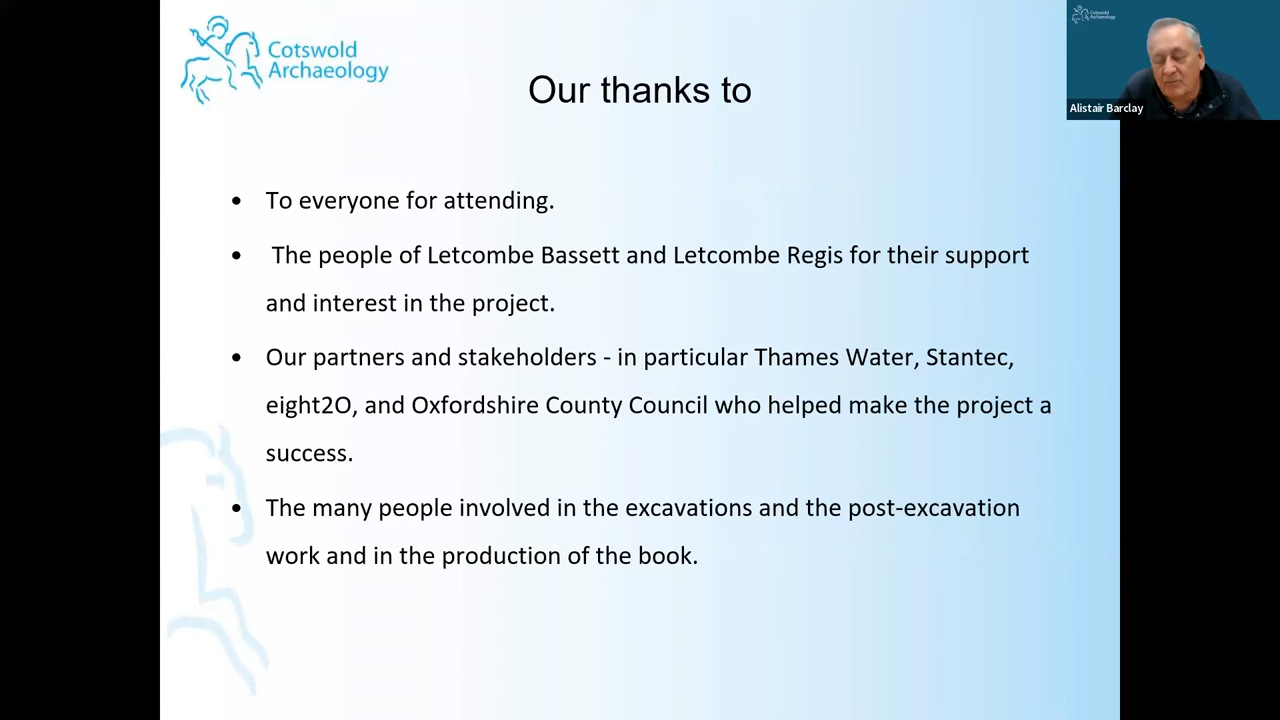 Cotswold
Archaeology
Our thanks to
• To everyone for attending.
• The people of Letcombe Bassett and Letcombe Regis for their support
and interest in the project.
• Our partners and stakeholders - in particular Thames Water, Stantec,
eight2O, and Oxfordshire County Council who helped make the project a
success.
• The many people involved in the excavations and the post-excavation
work and in the production of the book.
Cotswold
Archaeology
Alistair Barclay